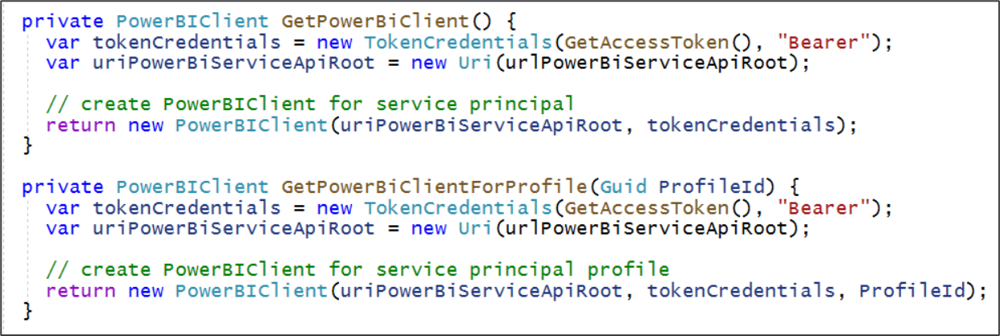 private PowerBIClient GetPowerBiClient() {
  var tokenCredentials = new TokenCredentials(GetAccessToken(), "Bearer");
  var uriPowerBiServiceApiRoot = new Uri(urlPowerBiServiceApiRoot);

  // create PowerBIClient for service principal
  return new PowerBIClient(uriPowerBiServiceApiRoot, tokenCredentials);
}

private PowerBIClient GetPowerBiClientForProfile(Guid ProfileId) {
  var tokenCredentials = new TokenCredentials(GetAccessToken(), "Bearer");
  var uriPowerBiServiceApiRoot = new Uri(urlPowerBiServiceApiRoot);

  // create PowerBIClient for service principal profile
  return new PowerBIClient(uriPowerBiServiceApiRoot, tokenCredentials, ProfileId);
}